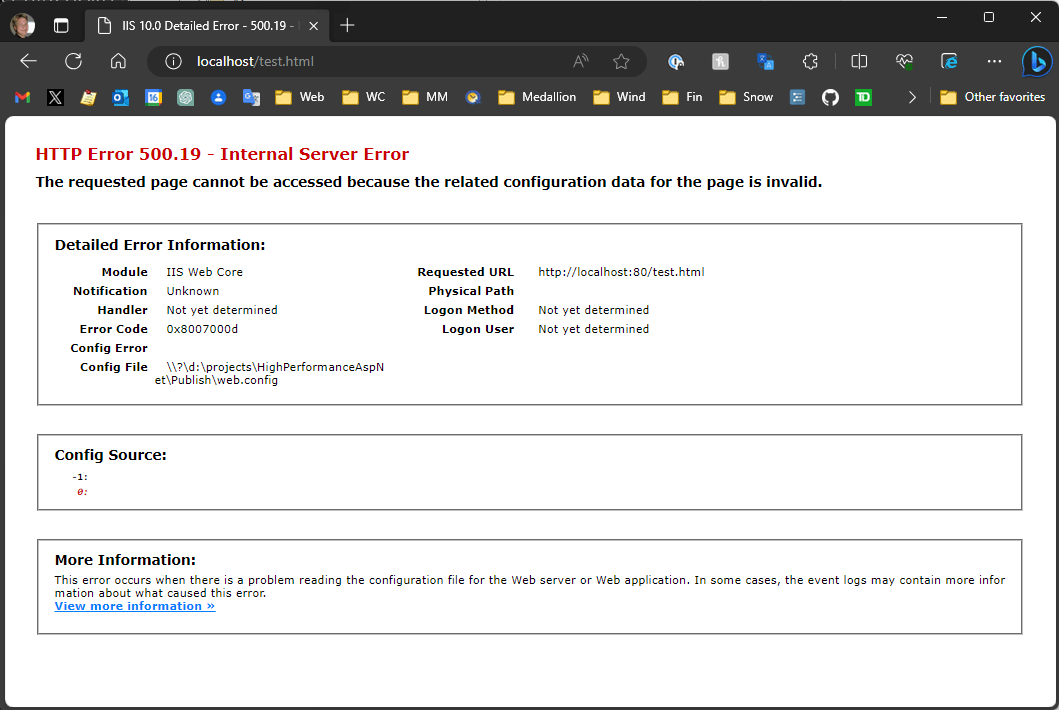 IIS 10.0 Detailed Error - 500.19 -
localhost/test.html
Web
WC
MM
Medallion
Wind
Fin
Snow
Other favorites
HTTP Error 500.19 - Internal Server Error
The requested page cannot be accessed because the related configuration data for the page is invalid.
Detailed Error Information:
Module IIS Web Core
Notification Unknown
Handler Not yet determined
Error Code 0x8007000d
Config Error
Config File \\?\d:\projects\HighPerformanceAspN
et\Publish\web.config
Requested URL http://localhost:80/test.html
Physical Path
Logon Method Not yet determined
Logon User Not yet determined
Config Source:
-1:
0:
More Information:
This error occurs when there is a problem reading the configuration file for the Web server or Web application. In some cases, the event logs may contain more infor
mation about what caused this error.
View more information »